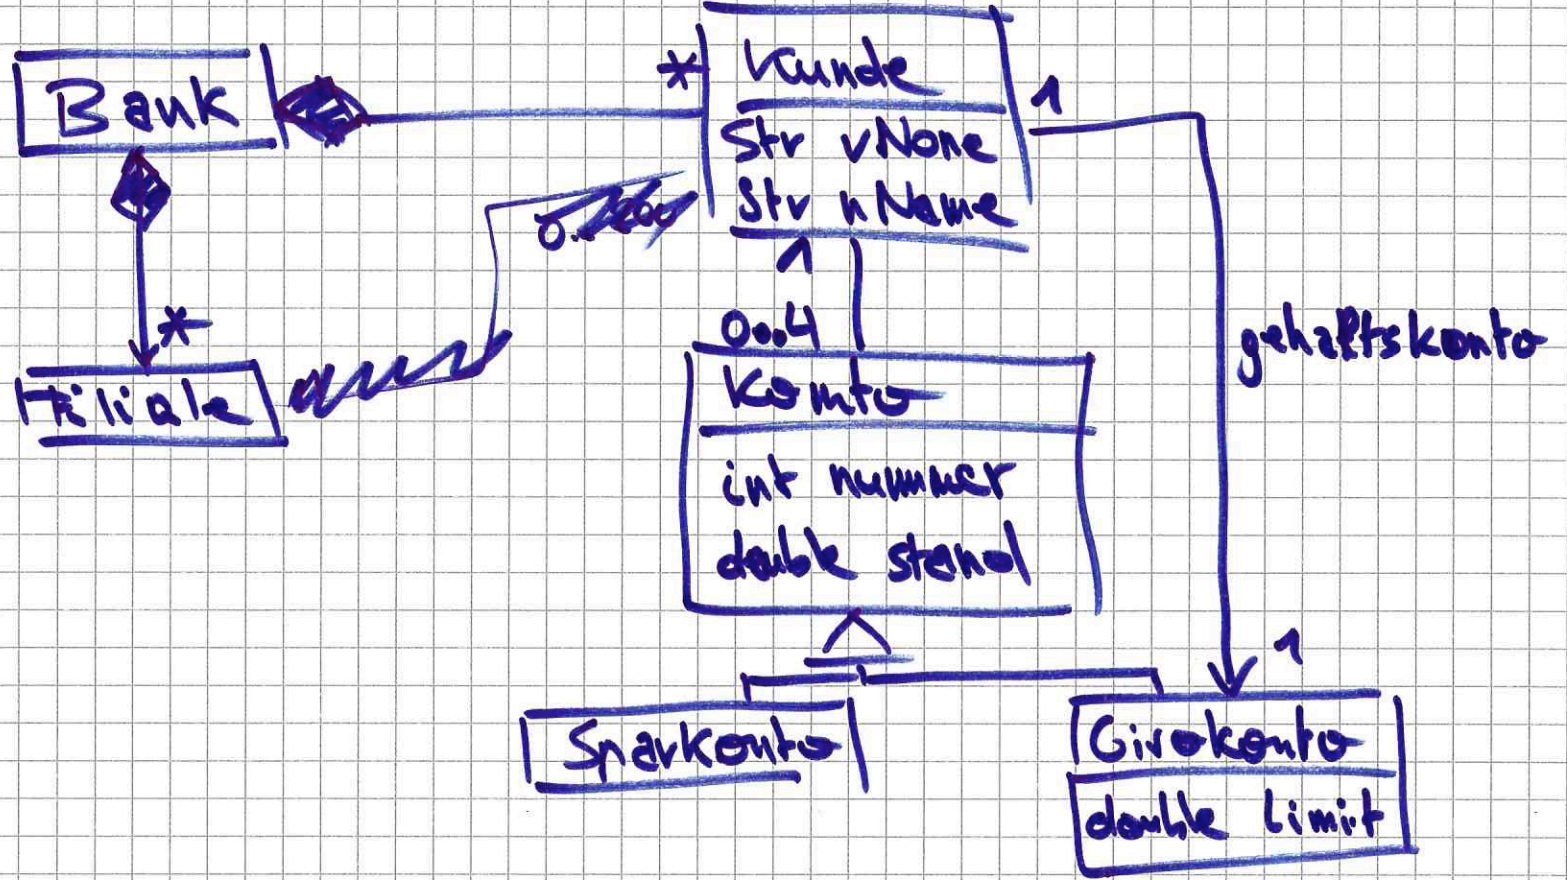 Bank
*
Kunde
Str vName
Str nName
1
0..
*
Filiale
1
0..4
Konto
int nummer
double stand
gehaltskonto
1
Sparkonto
Girokonto
double limit